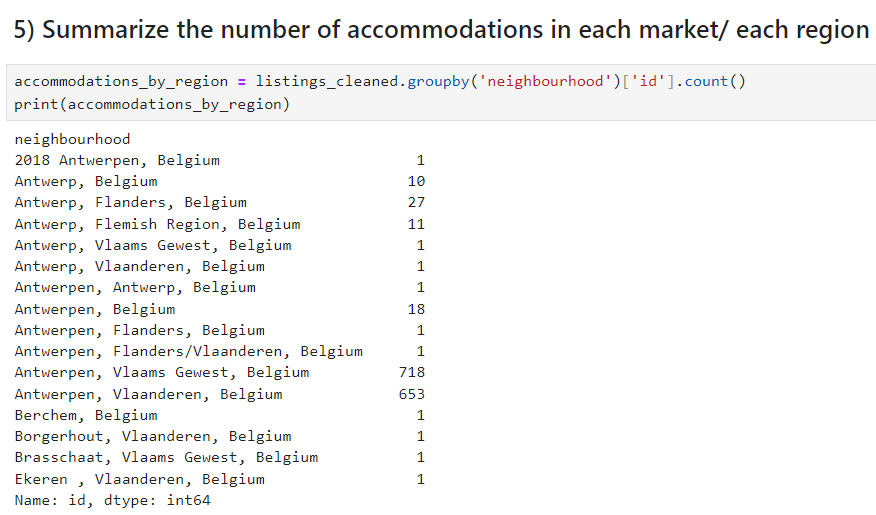 5) Summarize the number of accommodations in each market/ each region
accommodations_by_region = listings_cleaned.groupby('neighbourhood')['id'].count()
print(accommodations_by_region)
neighbourhood
2018 Antwerpen, Belgium 1
Antwerp, Belgium 10
Antwerp, Flanders, Belgium 27
Antwerp, Flemish Region, Belgium 11
Antwerp, Vlaams Gewest, Belgium 1
Antwerp, Vlaanderen, Belgium 1
Antwerpen, Antwerp, Belgium 1
Antwerpen, Belgium 18
Antwerpen, Flanders, Belgium 1
Antwerpen, Flanders/Vlaanderen, Belgium 1
Antwerpen, Vlaams Gewest, Belgium 718
Antwerpen, Vlaanderen, Belgium 653
Berchem, Belgium 1
Borgerhout, Vlaanderen, Belgium 1
Brasschaat, Vlaams Gewest, Belgium 1
Ekeren , Vlaanderen, Belgium 1
Name: id, dtype: int64